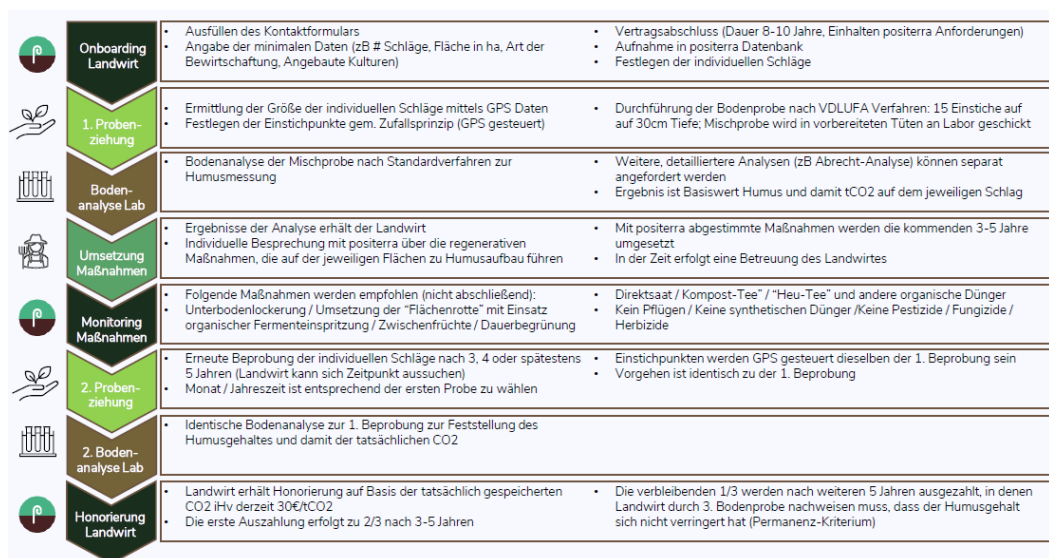 Onboarding
Landwirt
• Ausfüllen des Kontaktformulars
• Angabe der minimalen Daten (zB # Schläge, Fläche in ha, Art der
Bewirtschaftung, Angebaute Kulturen)
• Vertragsabschluss (Dauer 8-10 Jahre, Einhalten positerra Anforderungen)
• Aufnahme in positerra Datenbank
• Festlegen der individuellen Schläge
1. Proben-
ziehung
• Ermittlung der Größe der individuellen Schläge mittels GPS Daten
• Festlegen der Einstichpunkte gem. Zufallsprinzip (GPS gesteuert)
• Durchführung der Bodenprobe nach VDLUFA Verfahren: 15 Einstiche auf
auf 30cm Tiefe; Mischprobe wird in vorbereiteten Tüten an Labor geschickt
Boden-
analyse Lab
• Bodenanalyse der Mischprobe nach Standardverfahren zur
Humusmessung
• Weitere, detailliertere Analysen (zB Abrecht-Analyse) können separat
angefordert werden
• Ergebnis ist Basiswert Humus und damit tCO2 auf dem jeweiligen Schlag
Umsetzung
Maßnahmen
• Ergebnisse der Analyse erhält der Landwirt
• Individuelle Besprechung mit positerra über die regenerativen
Maßnahmen, die auf der jeweiligen Flächen zu Humusaufbau führen
• Mit positerra abgestimmte Maßnahmen werden die kommenden 3-5 Jahre
umgesetzt
• In der Zeit erfolgt eine Betreuung des Landwirtes
Monitoring
Maßnahmen
• Folgende Maßnahmen werden empfohlen (nicht abschließend):
• Unterbodenlockerung / Umsetzung der “Flächenrotte” mit Einsatz
organischer Fermenteinspritzung / Zwischenfrüchte / Dauerbegrünung
• Direktsaat / Kompost-Tee” / “Heu-Tee” und andere organische Dünger
• Kein Pflügen / Keine synthetischen Dünger /Keine Pestizide / Fungizide /
Herbizide
2. Proben-
ziehung
• Erneute Beprobung der individuellen Schläge nach 3, 4 oder spätestens
5 Jahren (Landwirt kann sich Zeitpunkt aussuchen)
• Monat / Jahreszeit ist entsprechend der ersten Probe zu wählen
• Einstichpunkten werden GPS gesteuert dieselben der 1. Beprobung sein
• Vorgehen ist identisch zu der 1. Beprobung
2. Boden-
analyse Lab
• Identische Bodenanalyse zur 1. Beprobung zur Feststellung des
Humusgehaltes und damit der tatsächlichen CO2
Honorierung
Landwirt
• Landwirt erhält Honorierung auf Basis der tatsächlich gespeicherten
CO2 iHv derzeit 30€/tCO2
• Die erste Auszahlung erfolgt zu 2/3 nach 3-5 Jahren
• Die verbleibenden 1/3 werden nach weiteren 5 Jahren ausgezahlt, in denen
Landwirt durch 3. Bodenprobe nachweisen muss, dass der Humusgehalt
sich nicht verringert hat (Permanenz-Kriterium)